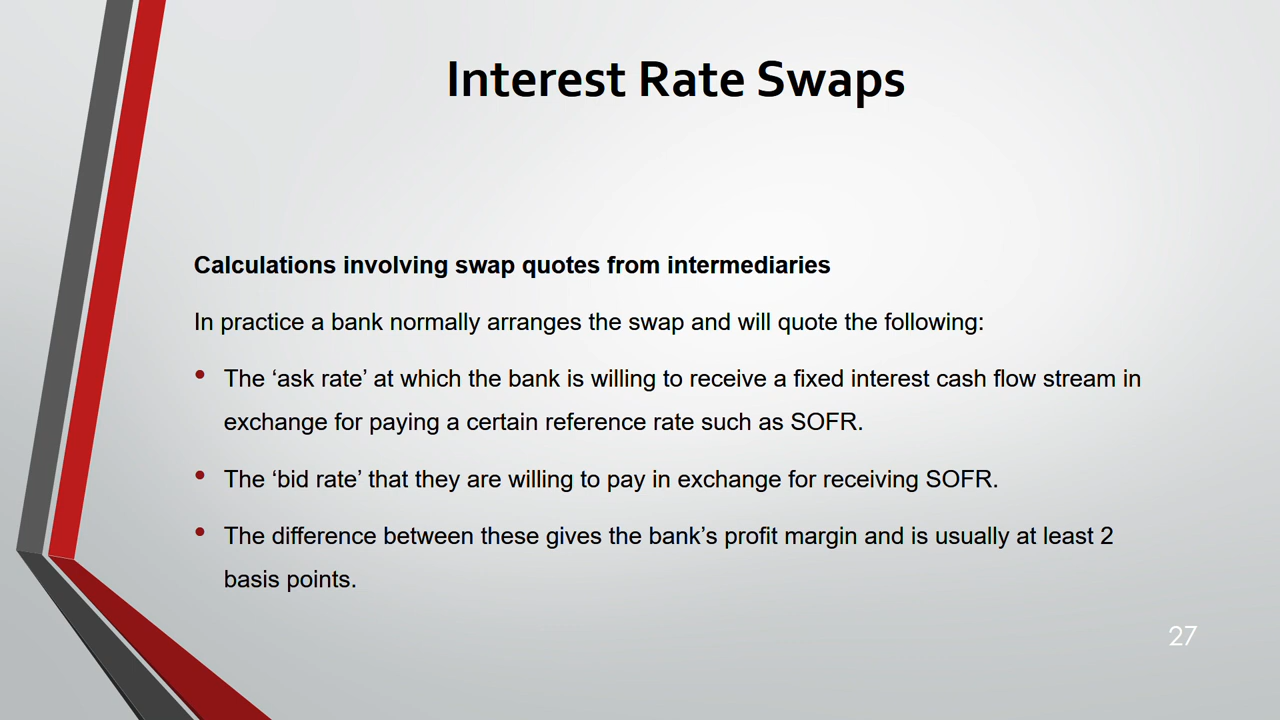 Interest Rate Swaps
Calculations involving swap quotes from intermediaries
In practice a bank normally arranges the swap and will quote the following:
• The ‘ask rate’ at which the bank is willing to receive a fixed interest cash flow stream in
exchange for paying a certain reference rate such as SOFR.
• The ‘bid rate’ that they are willing to pay in exchange for receiving SOFR.
• The difference between these gives the bank’s profit margin and is usually at least 2
basis points.
27